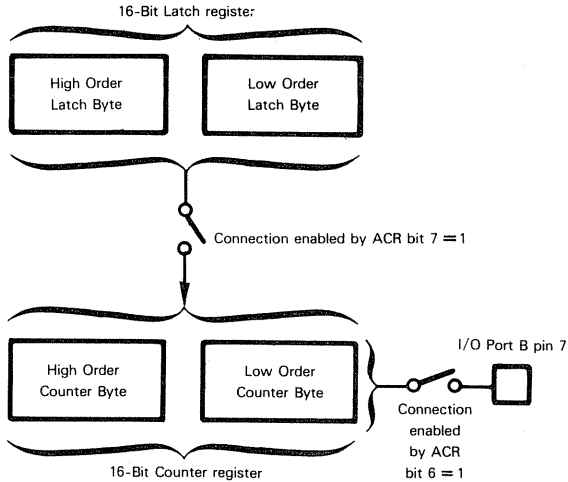 16-Bit Latch register
High Order
Latch Byte
Low Order
Latch Byte
Connection enabled by ACR bit 7 = 1
High Order
Counter Byte
Low Order
Counter Byte
I/O Port B pin 7
Connection
enabled
by ACR
bit 6 = 1
16-Bit Counter register